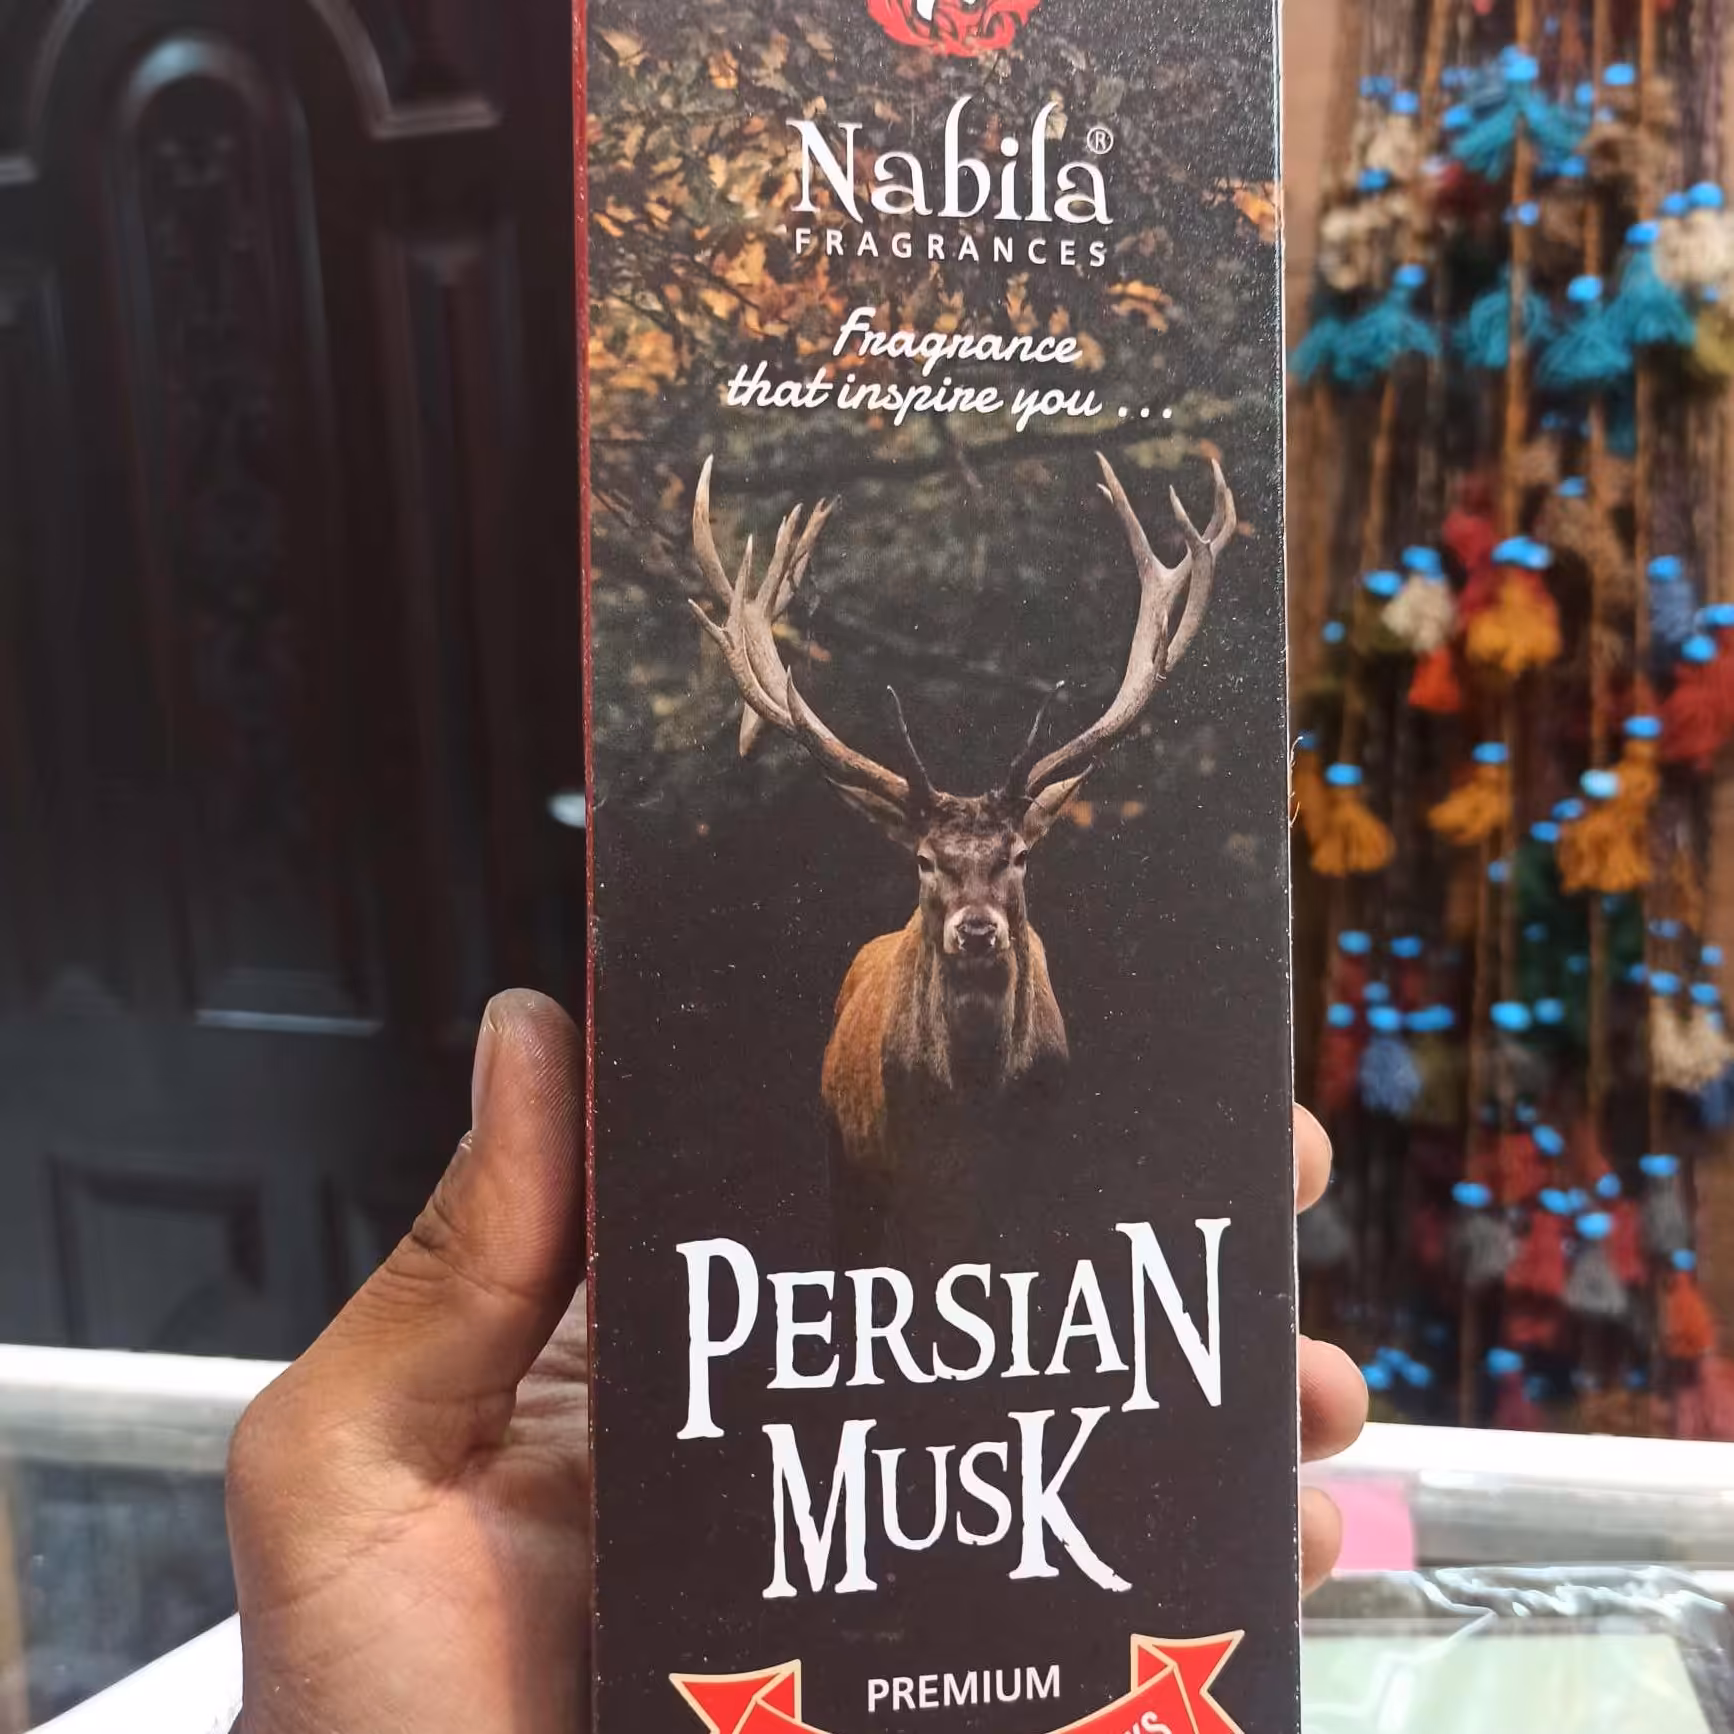 Nabila®
FRAGRANCES
Fragrance
that inspire you ...
PERSIAN
MUSK
PREMIUM